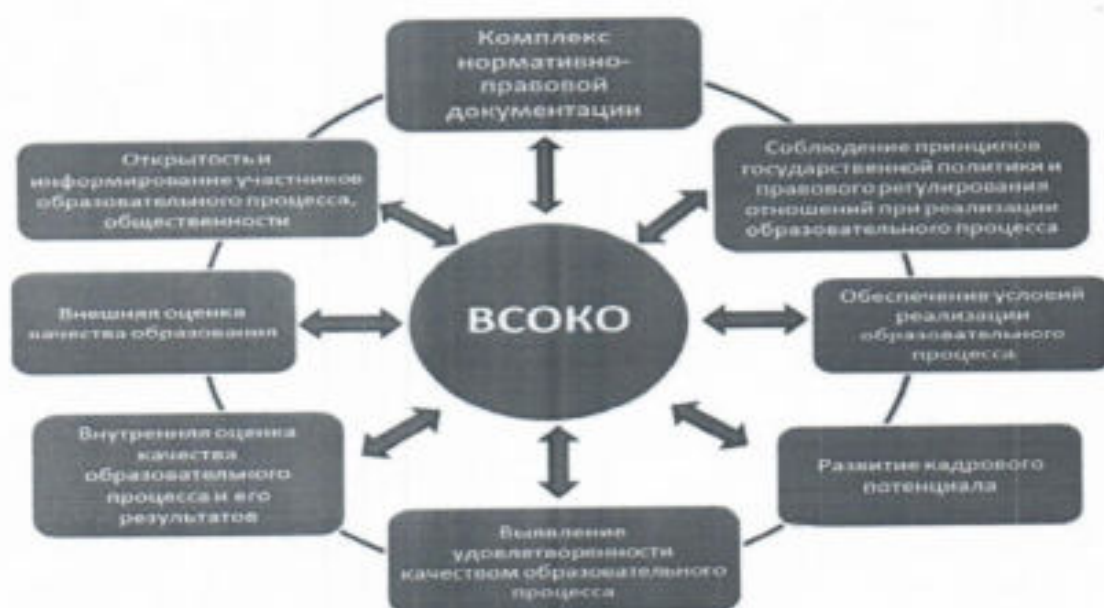 Комплекс
нормативно-
правовой
документации
Соблюдение принципов
государственной политики и
правового регулирования
отношений при реализации
образовательного процесса
Обеспечение условий
реализации
образовательного
процесса
Развитие кадрового
потенциала
Выявление
удовлетворенности
качеством образовательного
процесса
Внутренняя оценка
качества
образовательного
процесса и его
результатов
Внешняя оценка
качества образования
Открытость и
информирование участников
образовательного процесса,
общественности
ВСОКО